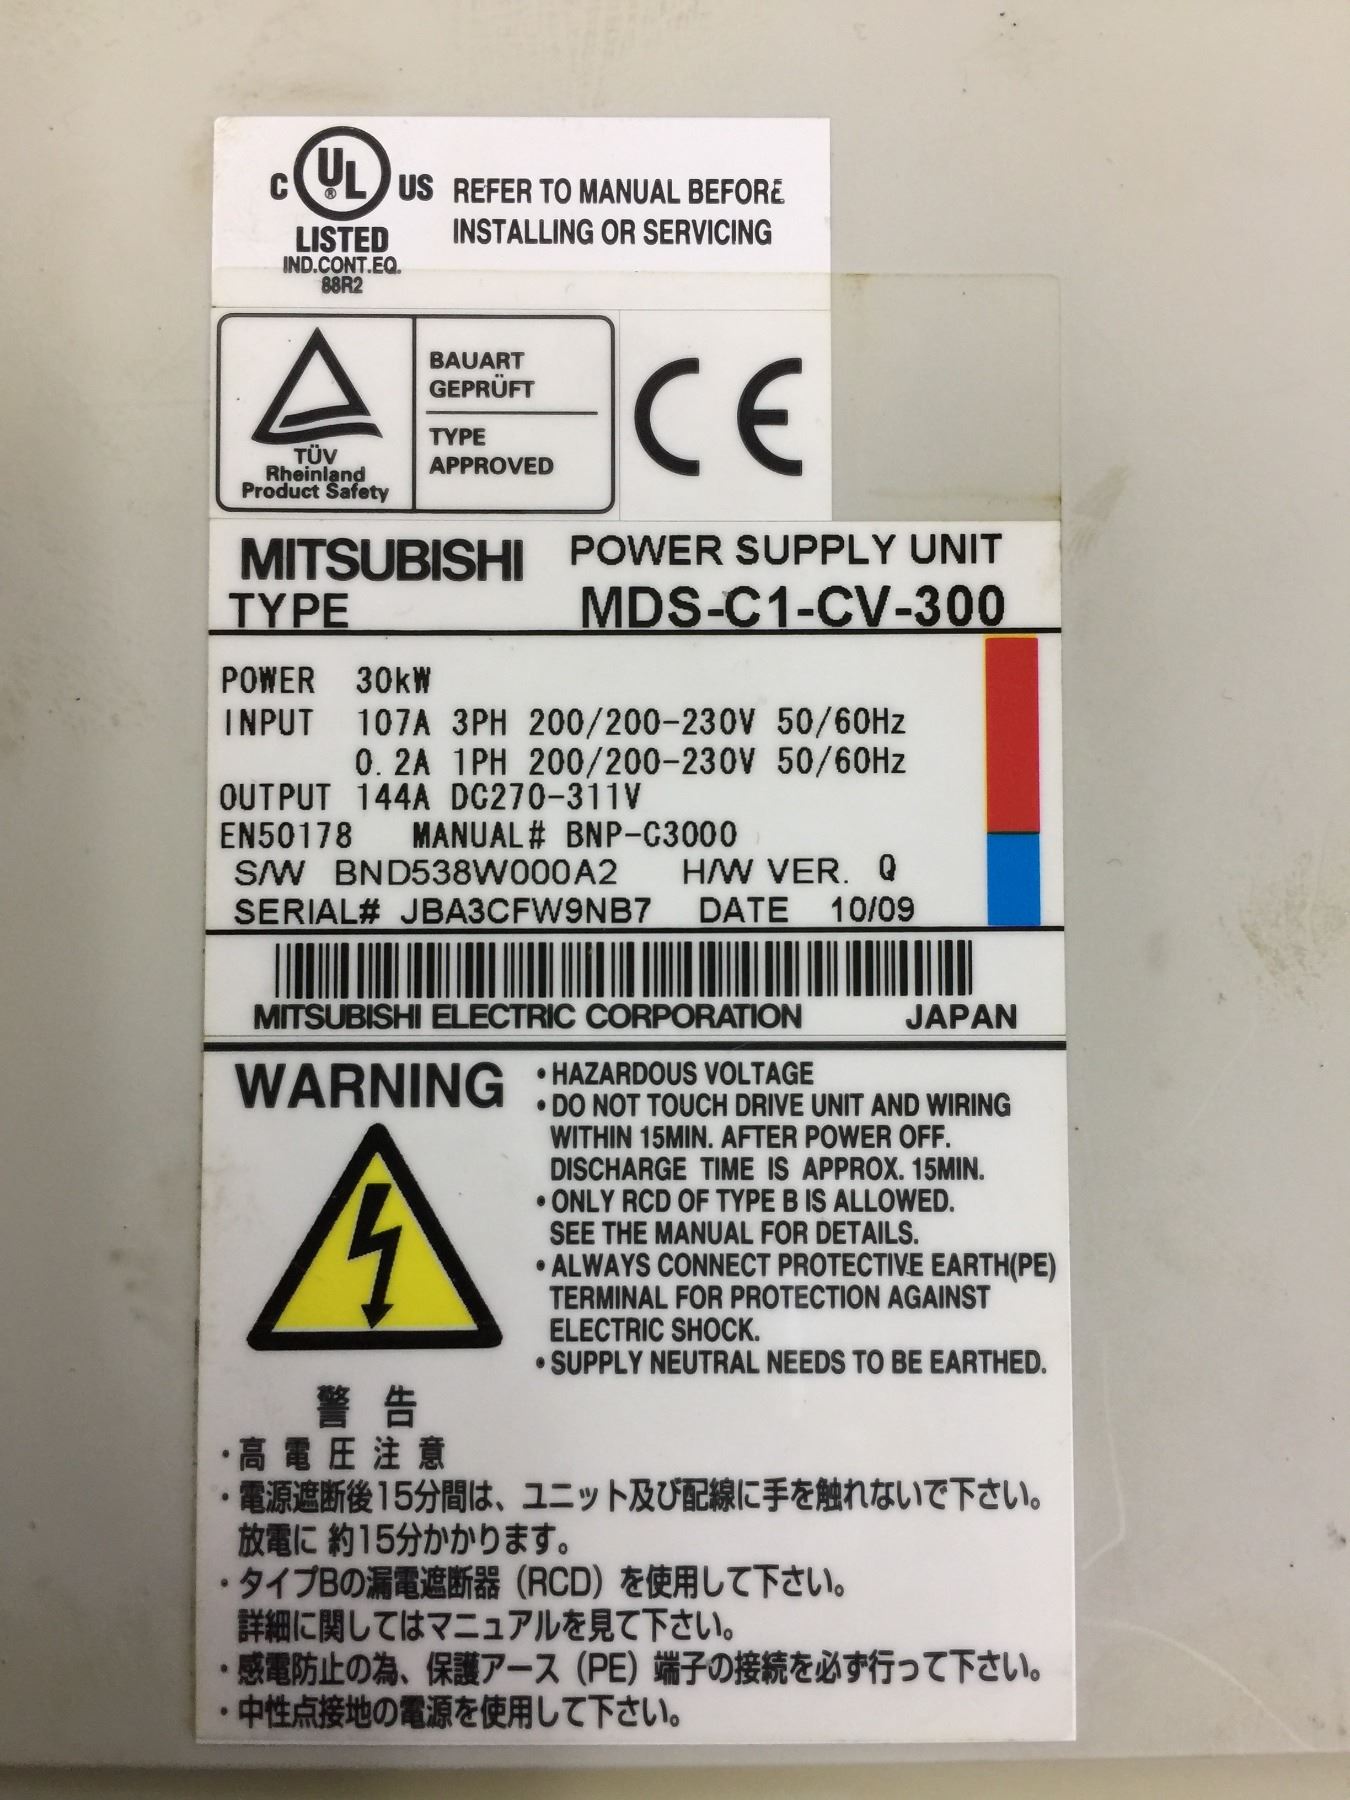 C UL ® US
LISTED
IND.CONT.EQ.
88R2
REFER TO MANUAL BEFORE
INSTALLING OR SERVICING
TÜV
Rheinland
Product Safety
BAUART
GEPRÜFT
TYPE
APPROVED
CE
MITSUBISHI POWER SUPPLY UNIT
TYPE MDS-C1-CV-300
POWER 30kW
INPUT 107A 3PH 200/200-230V 50/60Hz
0.2A 1PH 200/200-230V 50/60Hz
OUTPUT 144A DC270-311V
EN50178 MANUAL# BNP-C3000
S/W BND538W000A2 H/W VER. Q
SERIAL# JBA3CFW9NB7 DATE 10/09
MITSUBISHI ELECTRIC CORPORATION JAPAN
WARNING
・HAZARDOUS VOLTAGE
・DO NOT TOUCH DRIVE UNIT AND WIRING
WITHIN 15MIN. AFTER POWER OFF.
DISCHARGE TIME IS APPROX. 15MIN.
・ONLY RCD OF TYPE B IS ALLOWED.
SEE THE MANUAL FOR DETAILS.
・ALWAYS CONNECT PROTECTIVE EARTH(PE)
TERMINAL FOR PROTECTION AGAINST
ELECTRIC SHOCK.
・SUPPLY NEUTRAL NEEDS TO BE EARTHED.
警告
・高電圧注意
・電源遮断後15分間は、ユニット及び配線に手を触れないで下さい。
放電に約15分かかります。
・タイプBの漏電遮断器（RCD）を使用して下さい。
詳細に関してはマニュアルを見て下さい。
・感電防止の為、保護アース（PE）端子の接続を必ず行って下さい。
・中性点接地の電源を使用して下さい。